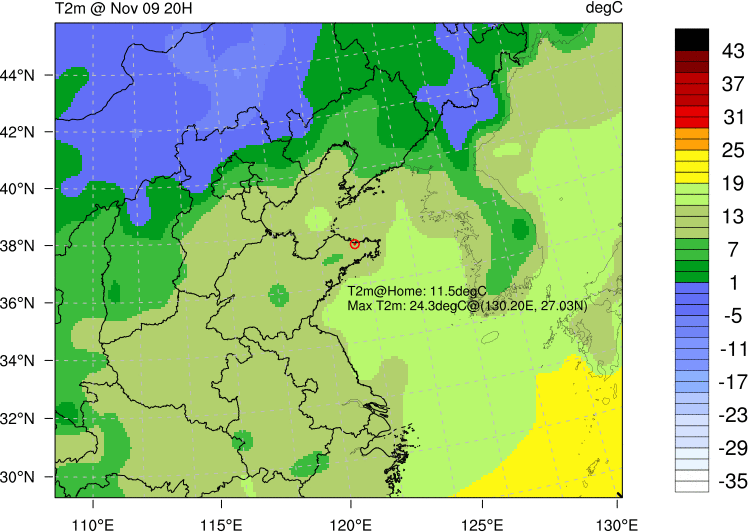 T2m @ Nov 09 20H
degC
44°N
42°N
40°N
38°N
36°N
34°N
32°N
30°N
110°E
115°E
120°E
125°E
130°E
T2m@Home: 11.5degC
Max T2m: 24.3degC@(130.20E, 27.03N)
43
37
31
25
19
13
7
1
-5
-11
-17
-23
-29
-35